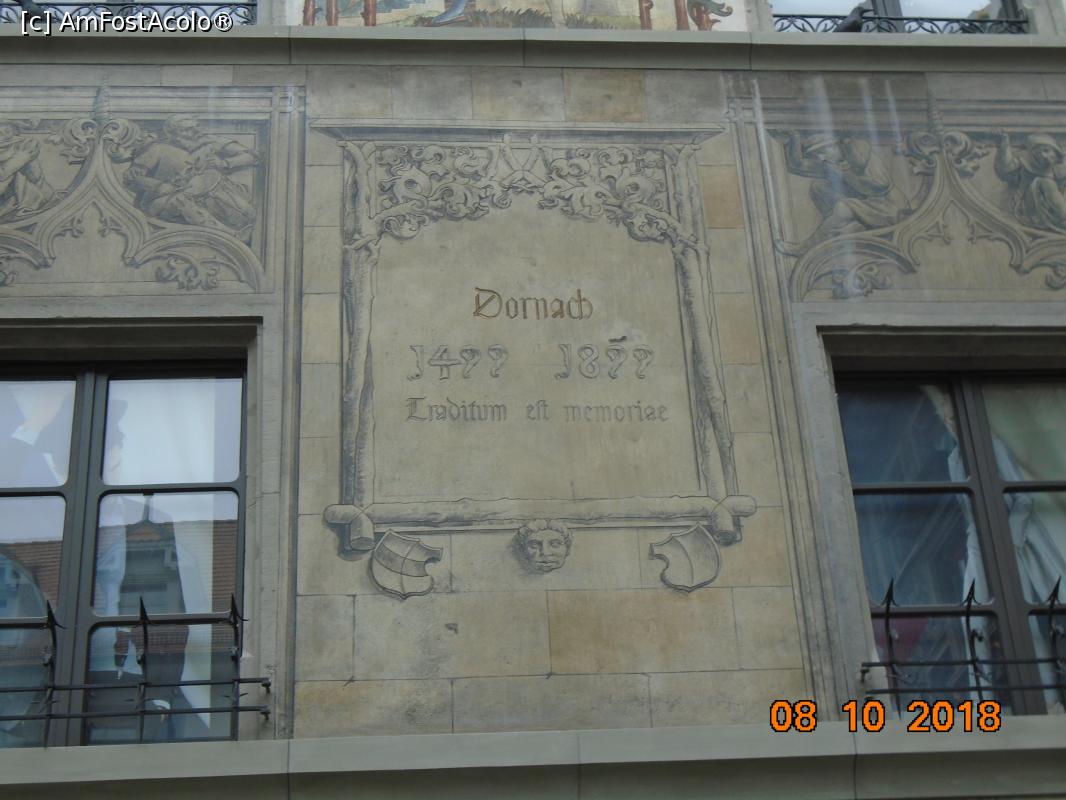 [c] AmFostAcolo®
Dornach
1499 1899
Traditum est memoriae
08 10 2018